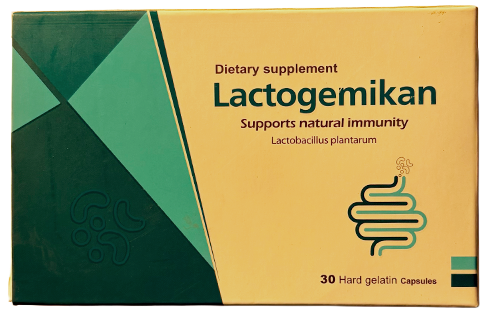 Dietary supplement
Lactogemikan
Supports natural immunity
Lactobacillus plantarum
30 Hard gelatin Capsules